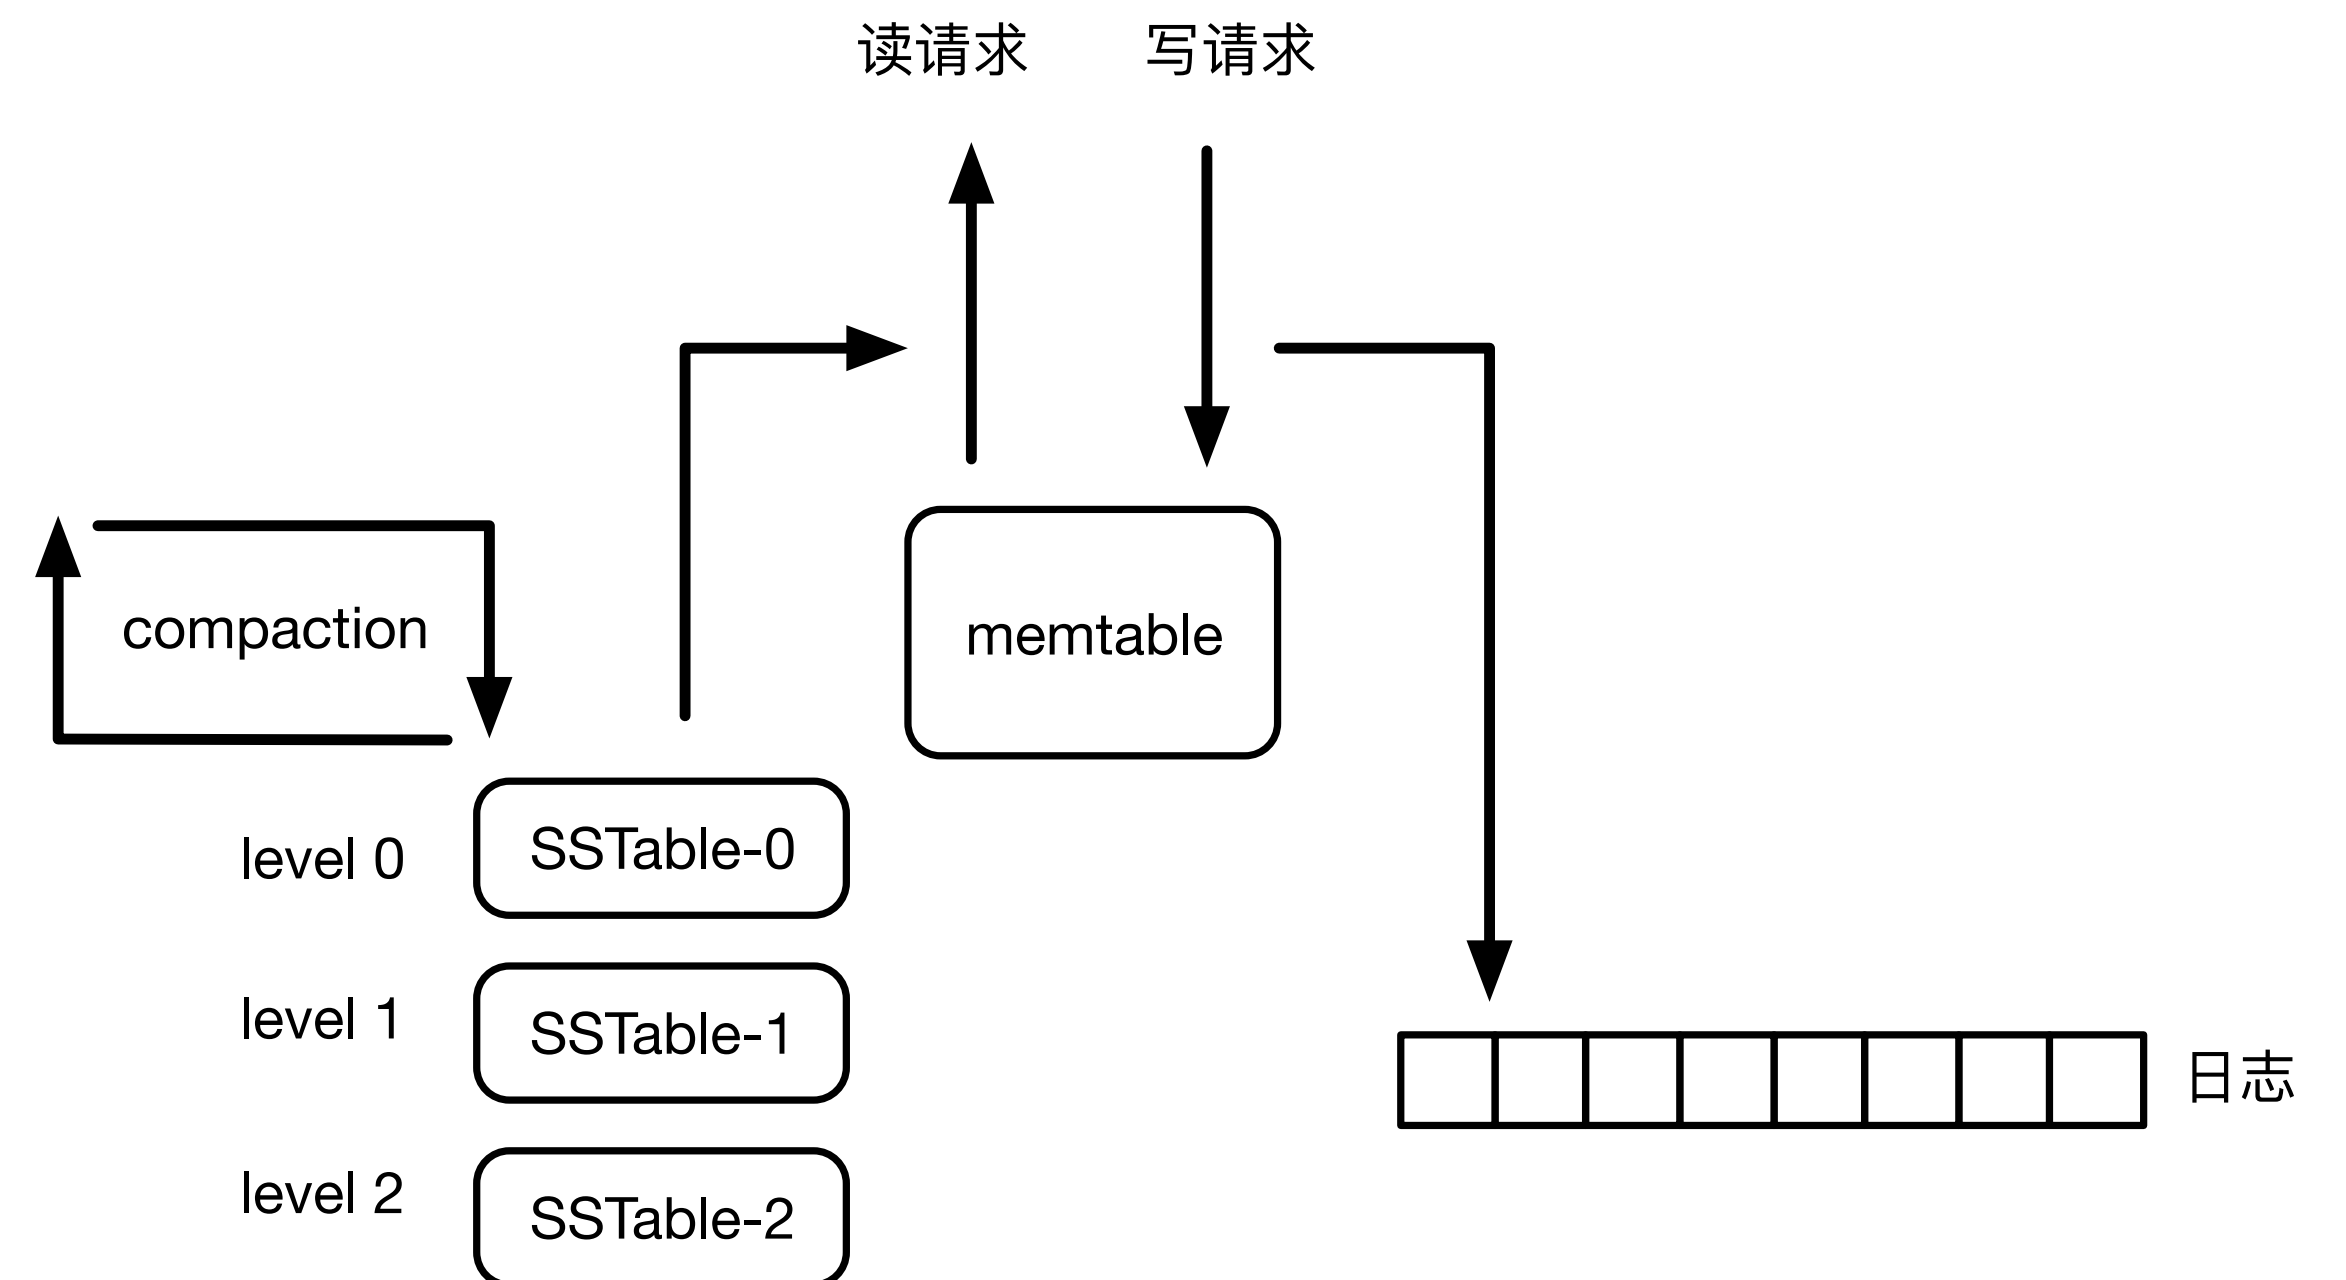 读请求
写请求
compaction
memtable
level 0
SSTable-0
level 1
SSTable-1
日志
level 2
SSTable-2